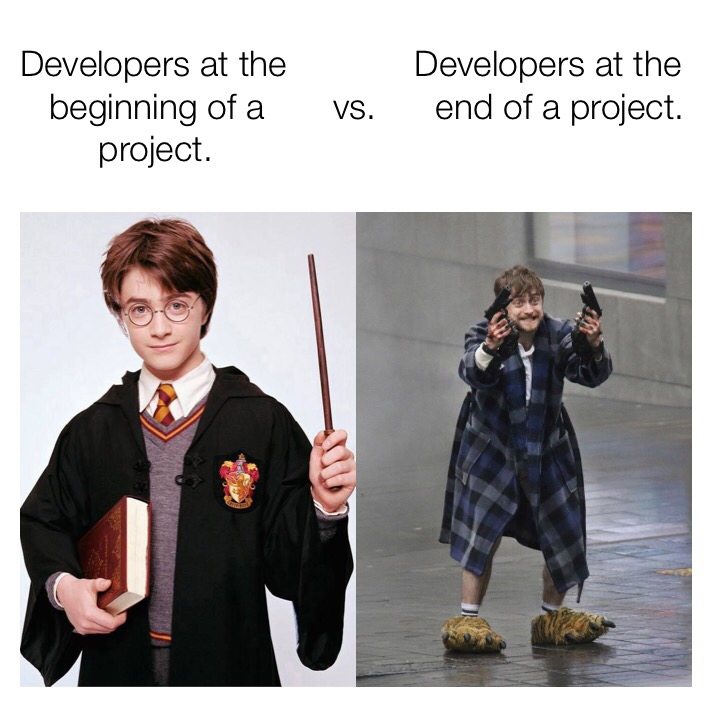 Developers at the
beginning of a
project.
vs.
Developers at the
end of a project.